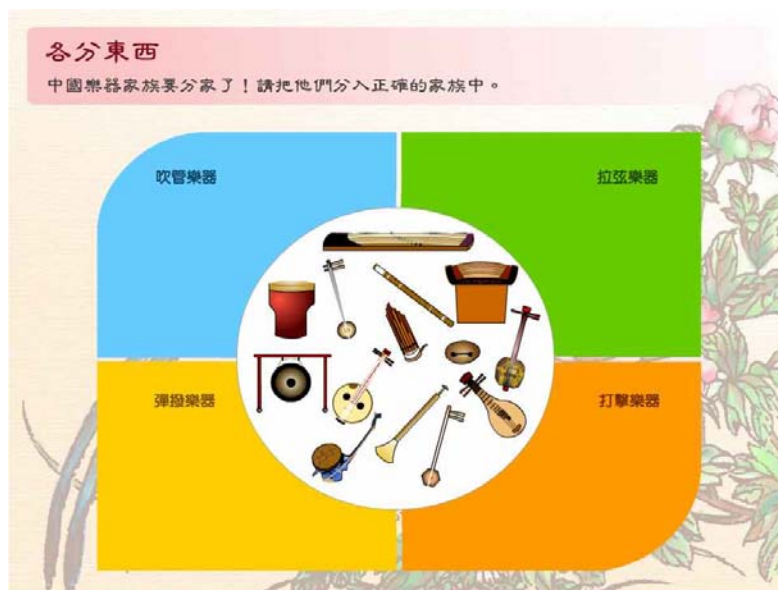 各分東西
中國樂器家族要分家了！請把他們分入正確的家族中。
吹管樂器
拉弦樂器
彈撥樂器
打擊樂器